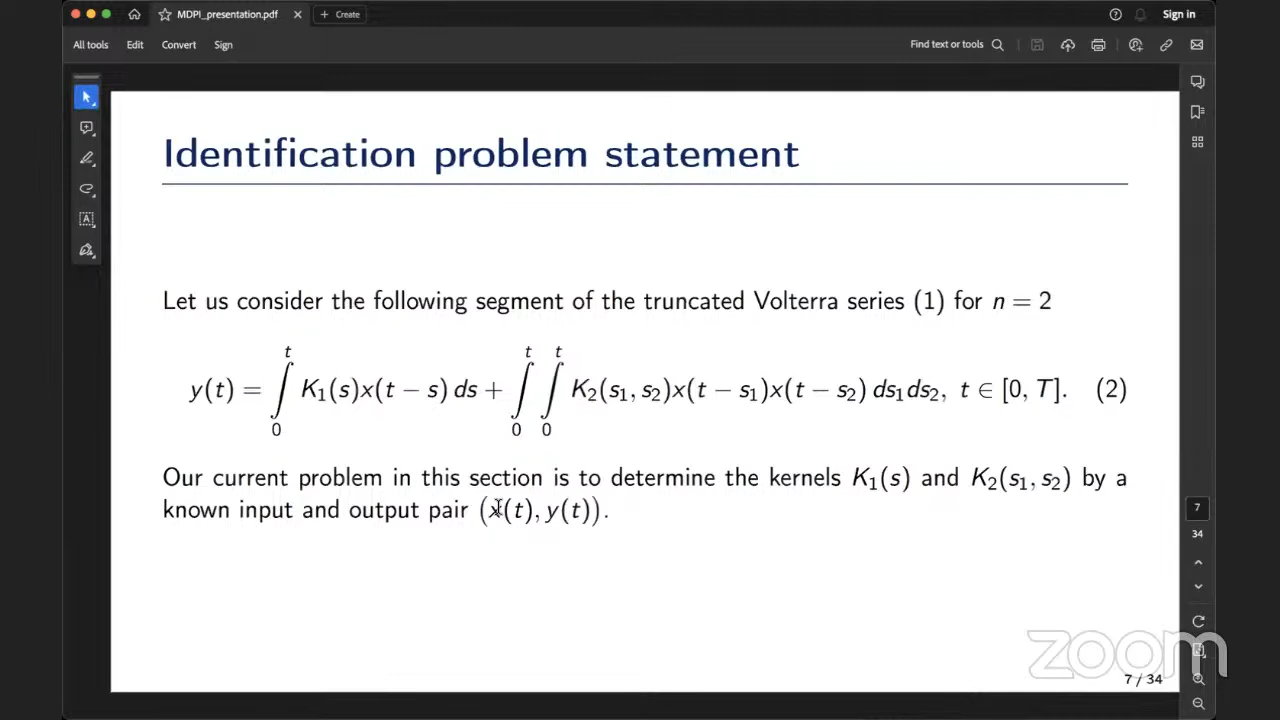 MDPI_presentation.pdf
Create
Sign in
All tools Edit Convert Sign
Find text or tools
Identification problem statement
Let us consider the following segment of the truncated Volterra series (1) for n = 2
y(t) = ∫₀ᵗ K₁(s)x(t − s) ds + ∫₀ᵗ ∫₀ᵗ K₂(s₁, s₂)x(t − s₁)x(t − s₂) ds₁ds₂, t ∈ [0, T]. (2)
Our current problem in this section is to determine the kernels K₁(s) and K₂(s₁, s₂) by a
known input and output pair (x(t), y(t)).
7
34
zoom
7 / 34